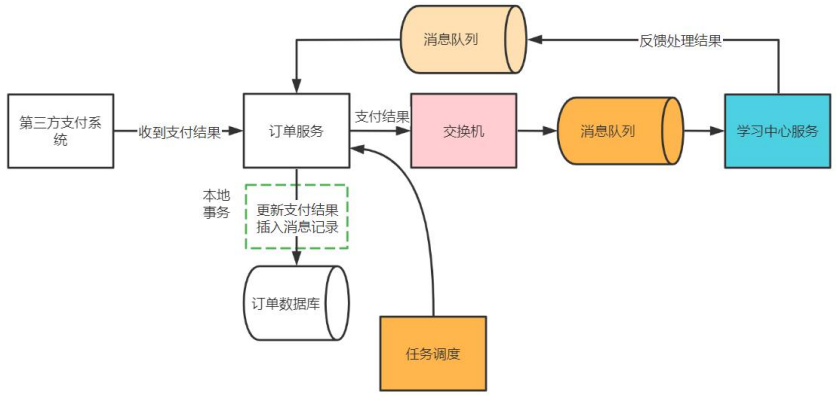 消息队列
反馈处理结果
第三方支付系
统
收到支付结果
订单服务
支付结果
交换机
消息队列
学习中心服务
本地
事务
更新支付结果
插入消息记录
订单数据库
任务调度